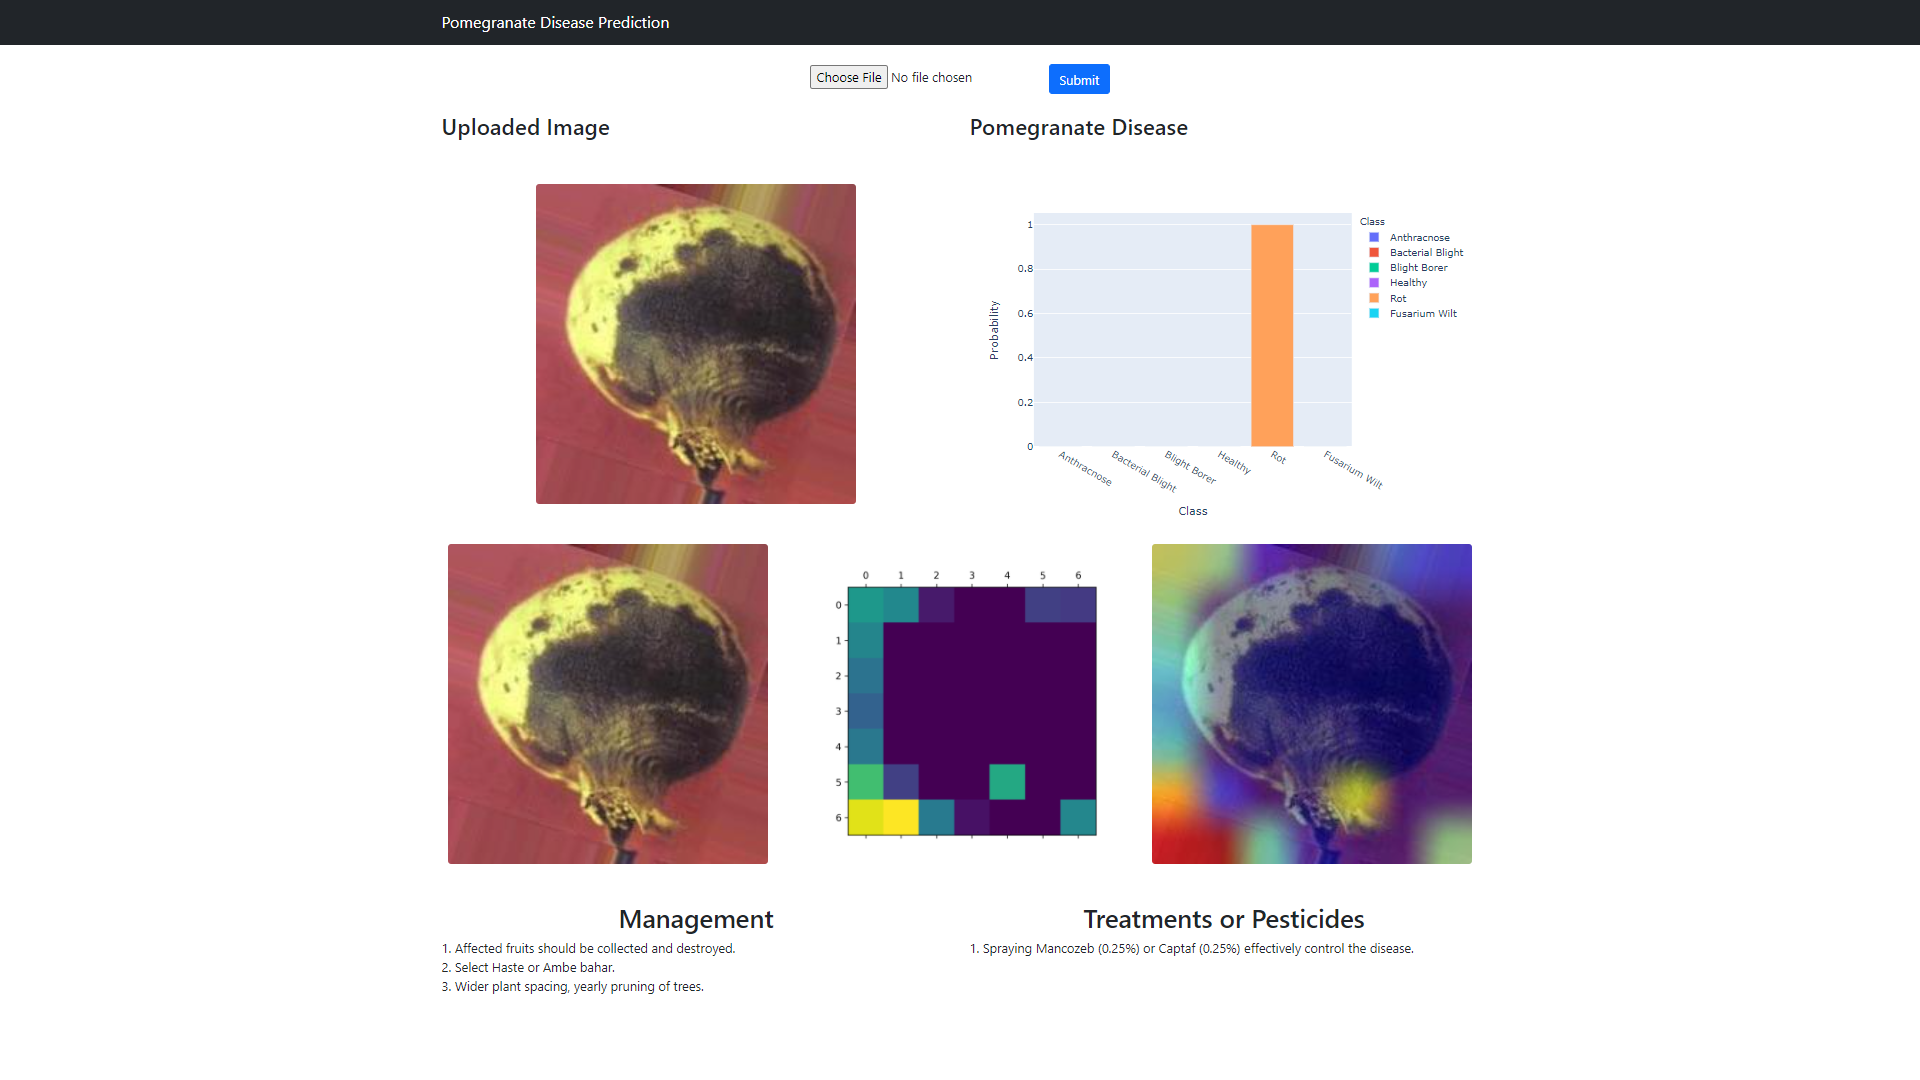 Pomegranate Disease Prediction
Choose File No file chosen Submit
Uploaded Image
Pomegranate Disease
1
0.8
0.6
0.4
0.2
0
Probability
Anthracnose
Bacterial Blight
Blight Borer
Healthy
Rot
Fusarium Wilt
Class
Class
Anthracnose
Bacterial Blight
Blight Borer
Healthy
Rot
Fusarium Wilt
0 1 2 3 4 5 6
0
1
2
3
4
5
6
Management
1. Affected fruits should be collected and destroyed.
2. Select Haste or Ambe bahar.
3. Wider plant spacing, yearly pruning of trees.
Treatments or Pesticides
1. Spraying Mancozeb (0.25%) or Captaf (0.25%) effectively control the disease.